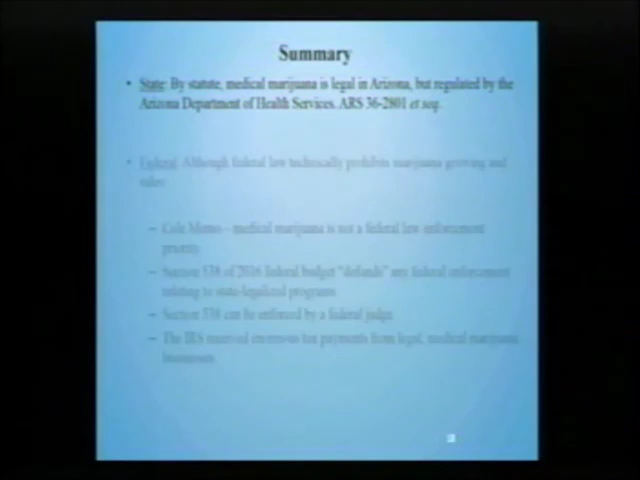 Summary
• State: By statute, medical marijuana is legal in Arizona, but regulated by the
Arizona Department of Health Services. ARS 36-2801 et seq.
• Federal: Although federal law technically prohibits marijuana growing and
sales:
– Cole Memo – medical marijuana is not a federal law enforcement
priority
– Section 538 of 2016 federal budget "defunds" any federal enforcement
relating to state-legalized programs
– Section 538 can be enforced by a federal judge
– The IRS received enormous tax payments from legal, medical marijuana
businesses